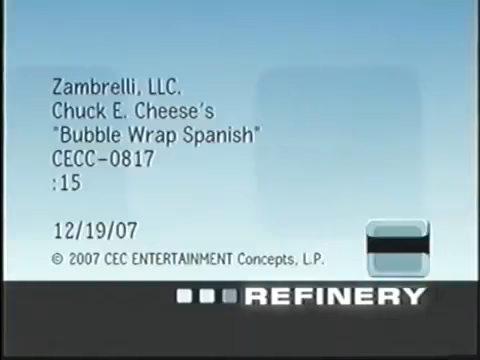 Zambrelli, LLC.
Chuck E. Cheese's
"Bubble Wrap Spanish"
CECC-0817
:15
12/19/07
© 2007 CEC ENTERTAINMENT Concepts, L.P.
REFINERY